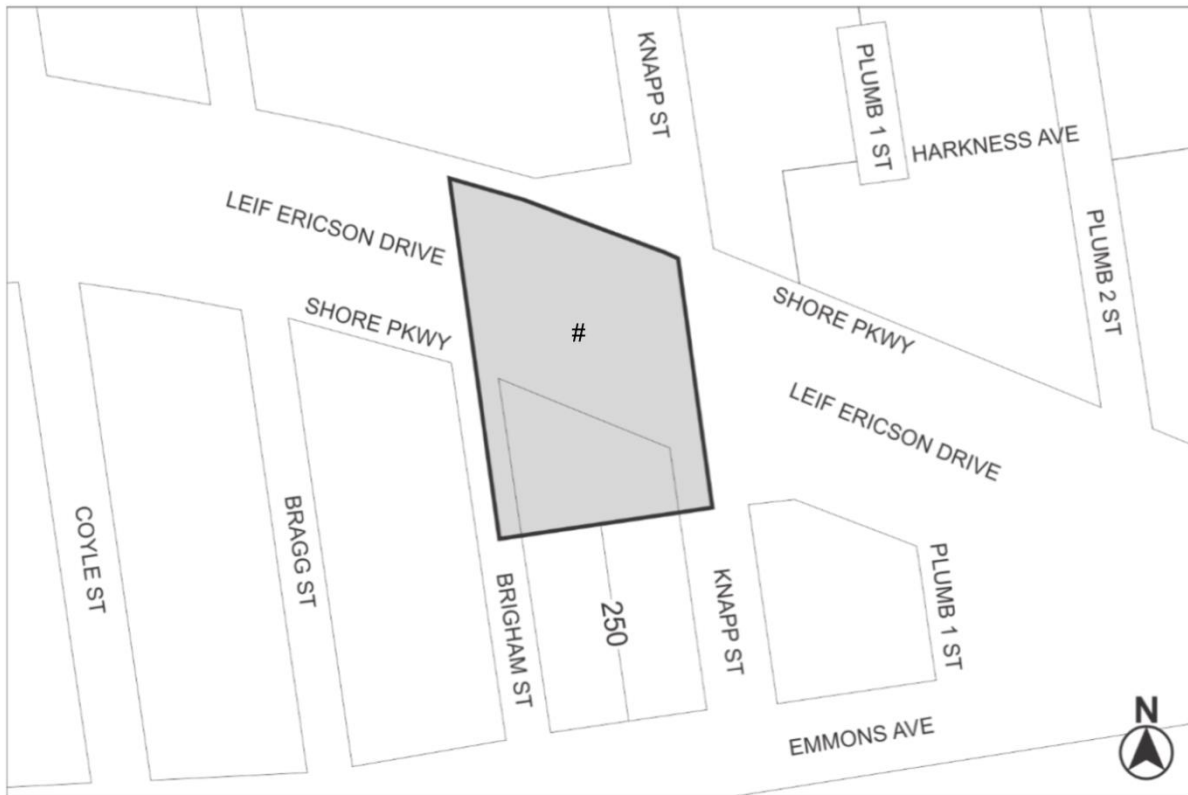 KNAPP ST
PLUMB 1 ST
HARKNESS AVE
LEIF ERICSON DRIVE
PLUMB 2 ST
SHORE PKWY
SHORE PKWY
#
LEIF ERICSON DRIVE
COYLE ST
BRAGG ST
BRIGHAM ST
250
KNAPP ST
PLUMB 1 ST
EMMONS AVE
N